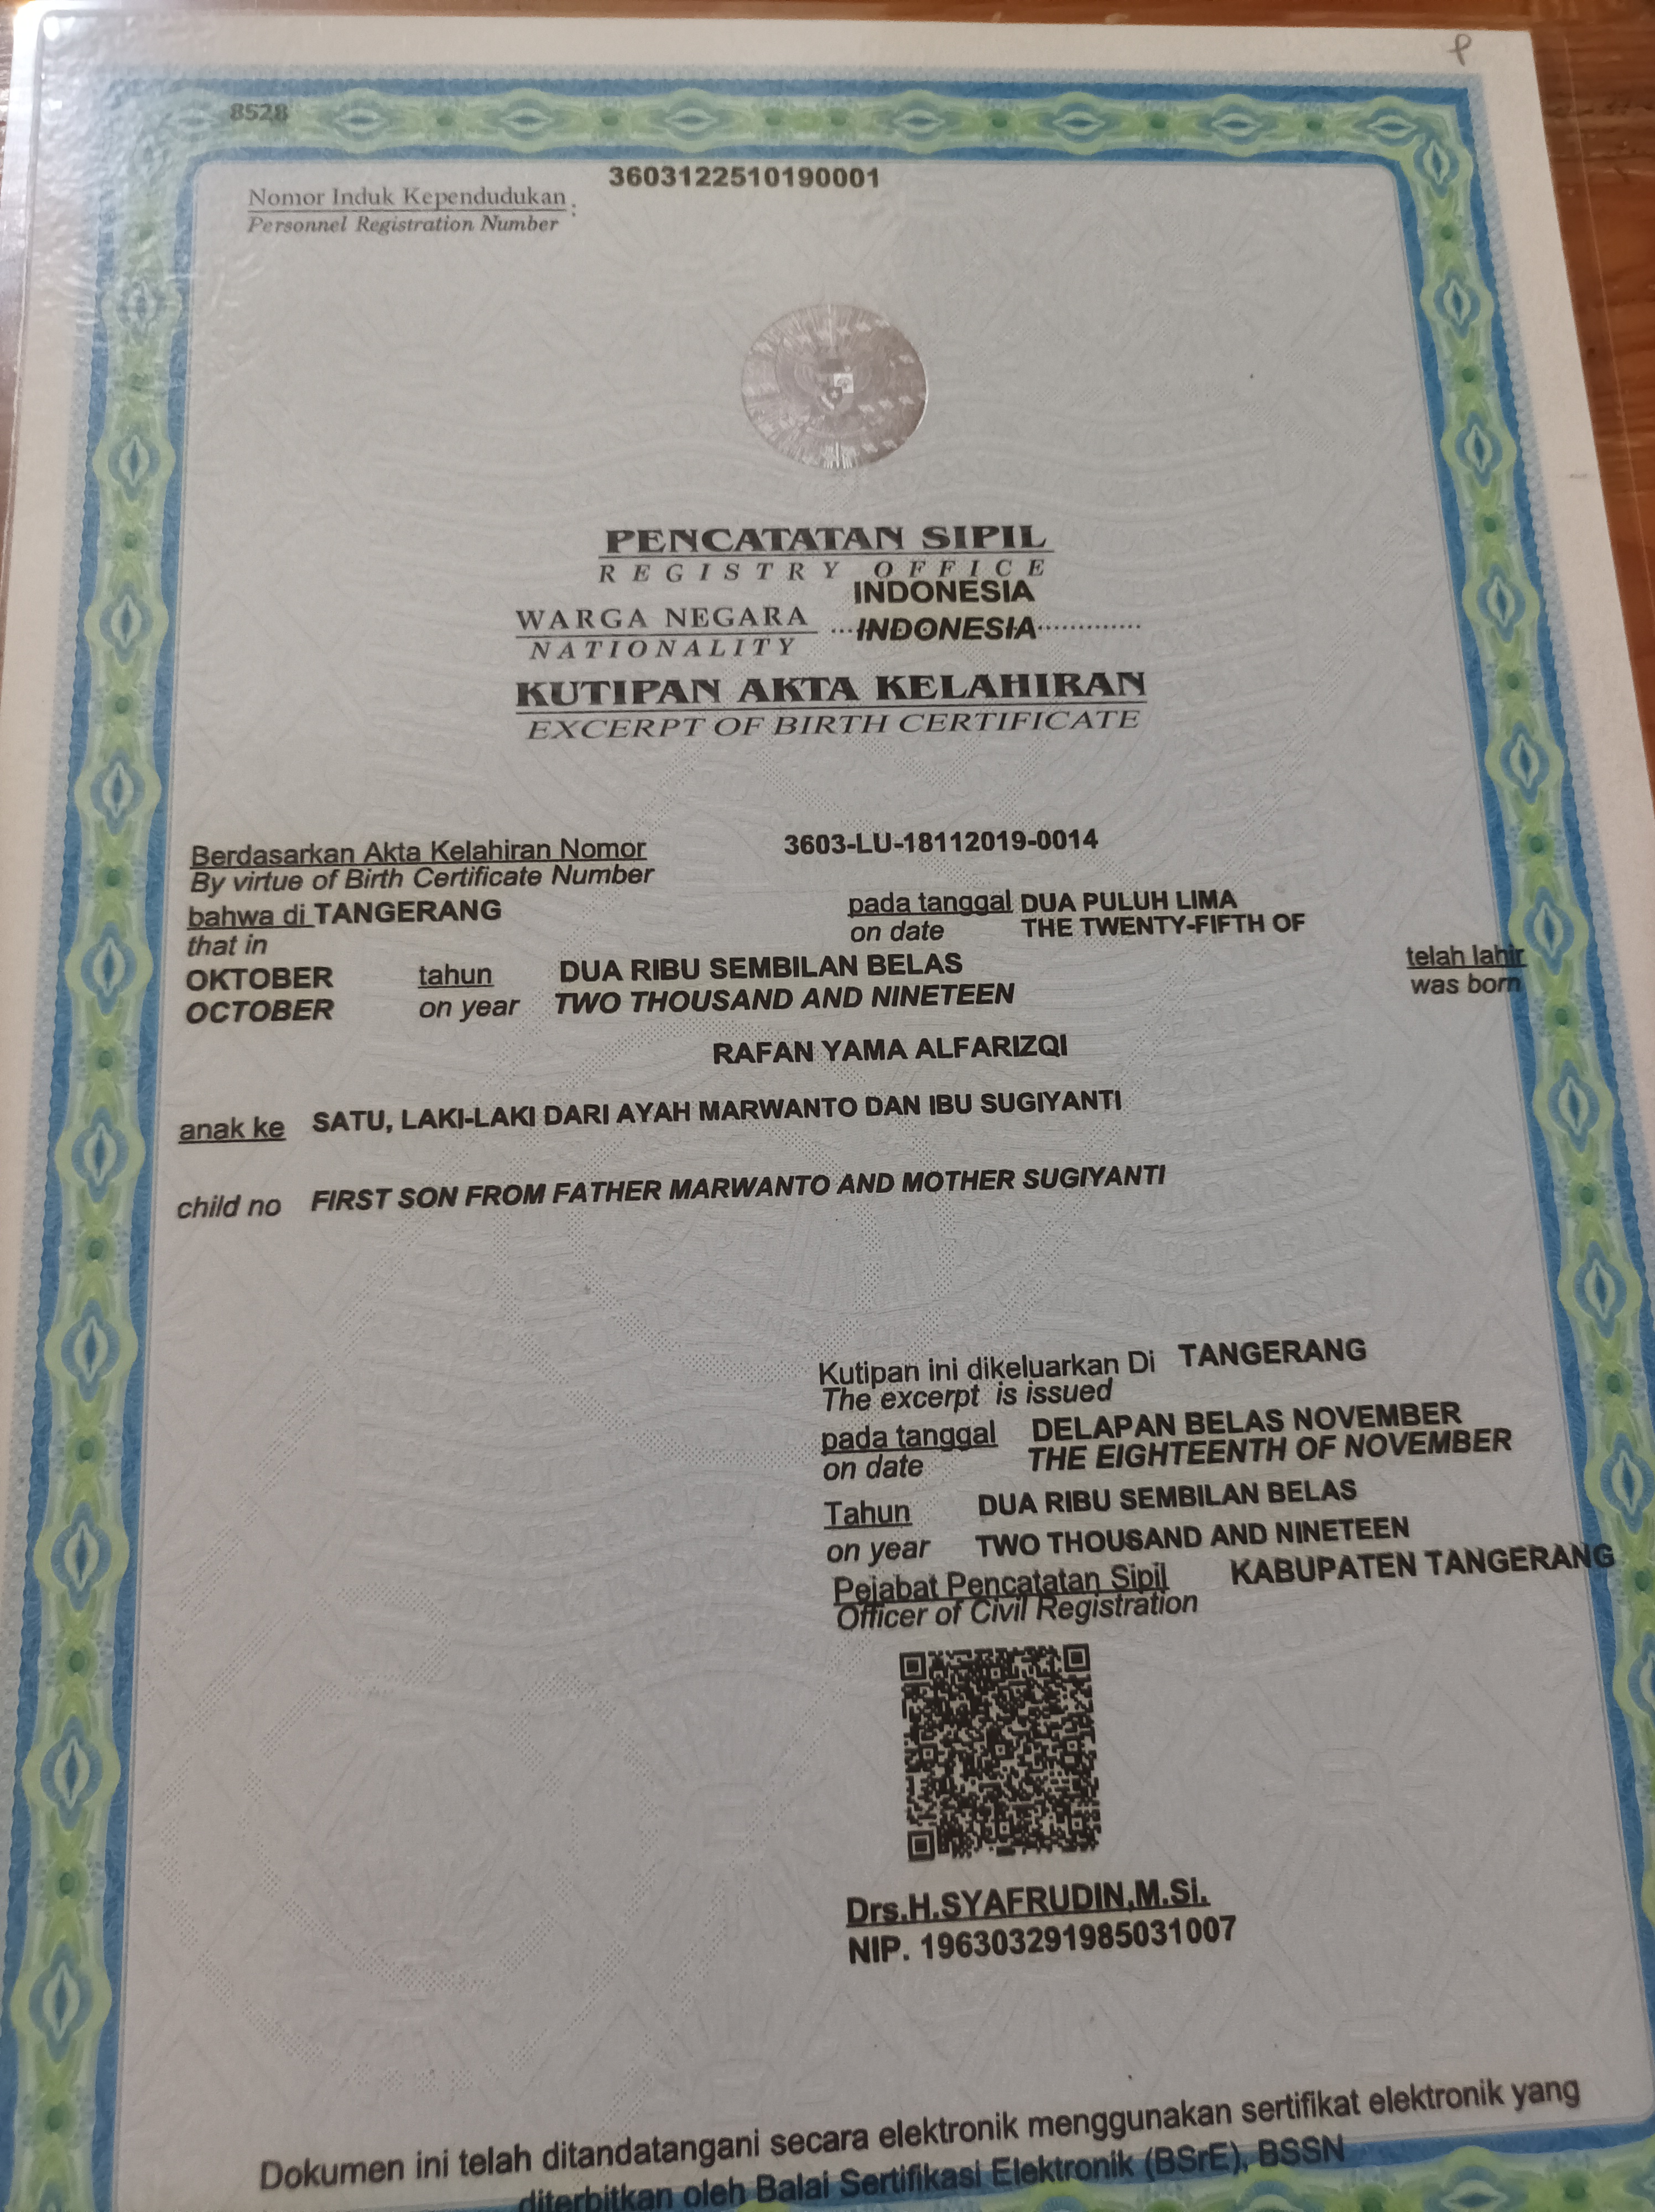 8528
3603122510190001
Nomor Induk Kependudukan :
Personnel Registration Number
PENCATATAN SIPIL
REGISTRY OFFICE
INDONESIA
WARGA NEGARA
INDONESIA
NATIONALITY
KUTIPAN AKTA KELAHIRAN
EXCERPT OF BIRTH CERTIFICATE
Berdasarkan Akta Kelahiran Nomor 3603-LU-18112019-0014
By virtue of Birth Certificate Number
bahwa di TANGERANG pada tanggal DUA PULUH LIMA
that in on date THE TWENTY-FIFTH OF
OKTOBER tahun DUA RIBU SEMBILAN BELAS telah lahir
OCTOBER on year TWO THOUSAND AND NINETEEN was born
RAFAN YAMA ALFARIZQI
anak ke SATU, LAKI-LAKI DARI AYAH MARWANTO DAN IBU SUGIYANTI
child no FIRST SON FROM FATHER MARWANTO AND MOTHER SUGIYANTI
Kutipan ini dikeluarkan Di TANGERANG
The excerpt is issued
pada tanggal DELAPAN BELAS NOVEMBER
on date THE EIGHTEENTH OF NOVEMBER
Tahun DUA RIBU SEMBILAN BELAS
on year TWO THOUSAND AND NINETEEN
Pejabat Pencatatan Sipil KABUPATEN TANGERANG
Officer of Civil Registration
Drs.H.SYAFRUDIN,M.Si.
NIP. 196303291985031007
Dokumen ini telah ditandatangani secara elektronik menggunakan sertifikat elektronik yang
diterbitkan oleh Balai Sertifikasi Elektronik (BSrE), BSSN